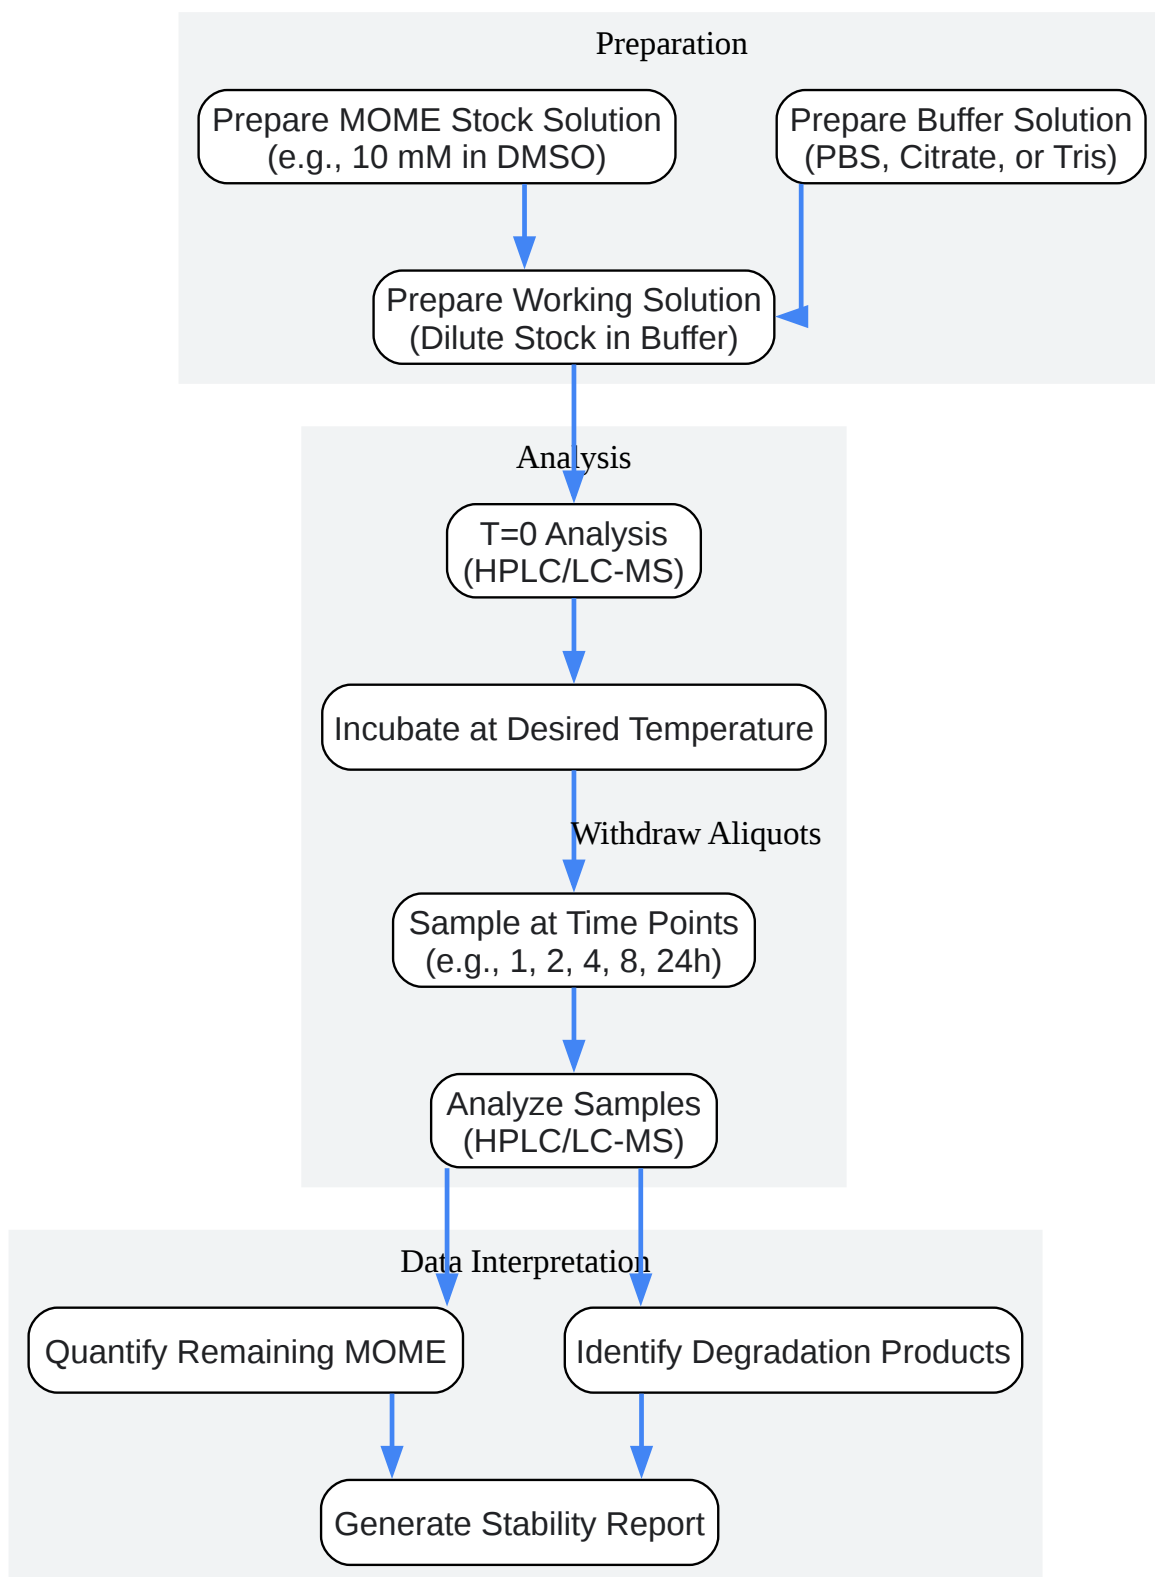 Preparation
Prepare MOME Stock Solution
(e.g., 10 mM in DMSO)
Prepare Buffer Solution
(PBS, Citrate, or Tris)
Prepare Working Solution
(Dilute Stock in Buffer)
Analysis
T=0 Analysis
(HPLC/LC-MS)
Incubate at Desired Temperature
Withdraw Aliquots
Sample at Time Points
(e.g., 1, 2, 4, 8, 24h)
Analyze Samples
(HPLC/LC-MS)
Data Interpretation
Quantify Remaining MOME
Identify Degradation Products
Generate Stability Report